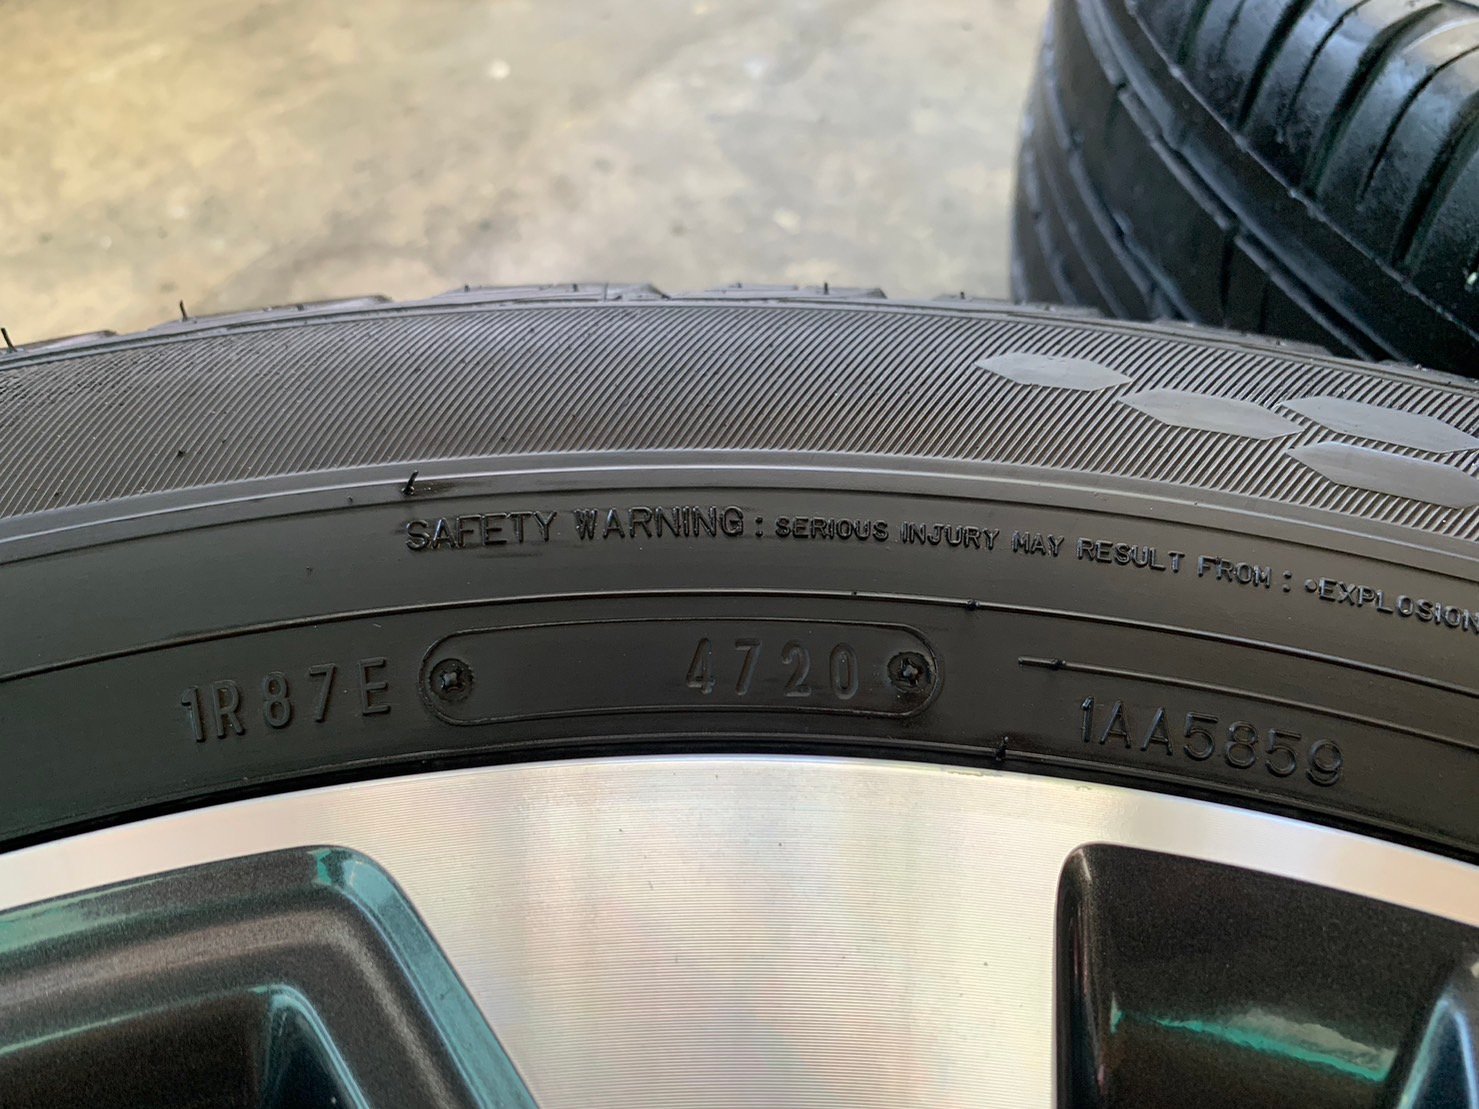 SAFETY WARNING: SERIOUS INJURY MAY RESULT FROM: •EXPLOSION
1R87E 4720 1AA5859